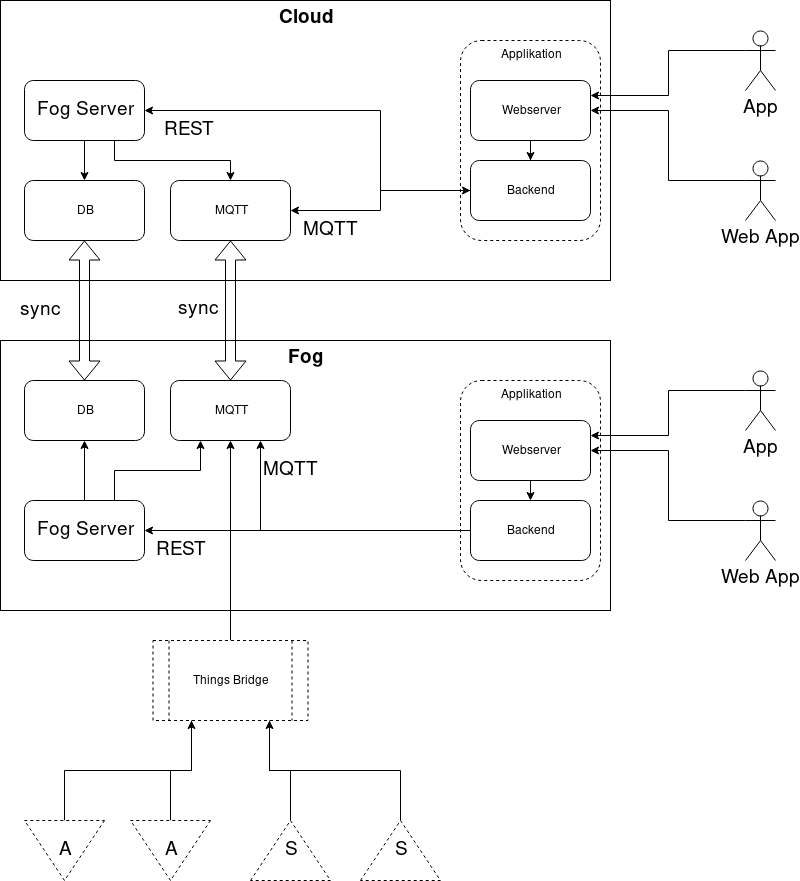 Cloud
Applikation
Fog Server
Webserver
REST
App
DB
MQTT
Backend
MQTT
Web App
sync
sync
Fog
Applikation
DB
MQTT
Webserver
App
MQTT
Fog Server
Backend
REST
Web App
Things Bridge
A
A
S
S